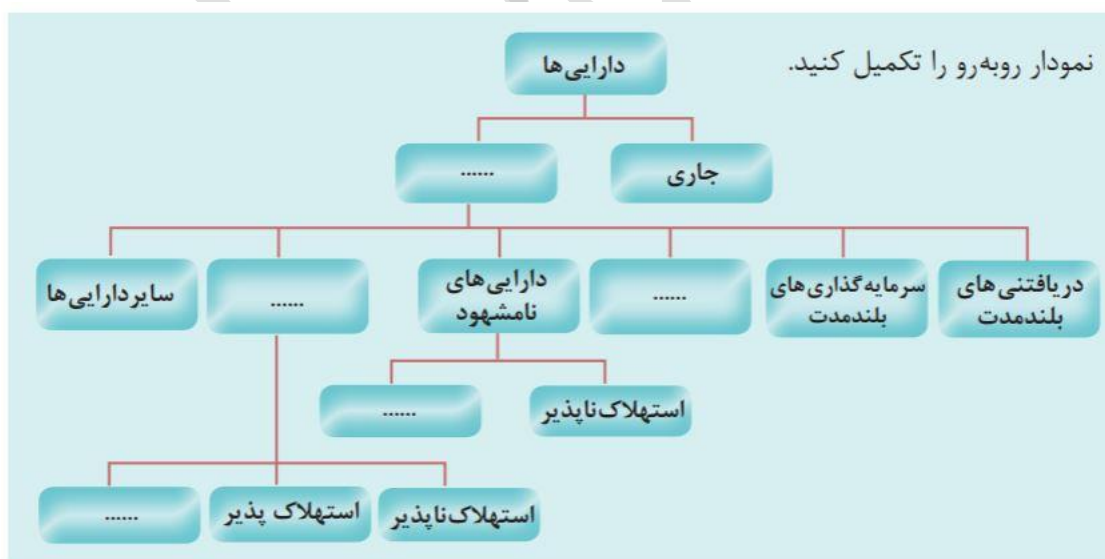 نمودار روبه‌رو را تکمیل کنید.
دارایی‌ها
جاری
......
دریافتنی‌های
بلندمدت
سرمایه‌گذاری‌های
بلندمدت
......
دارایی‌های
نامشهود
......
سایردارایی‌ها
استهلاک‌ناپذیر
......
استهلاک‌ناپذیر
استهلاک پذیر
......